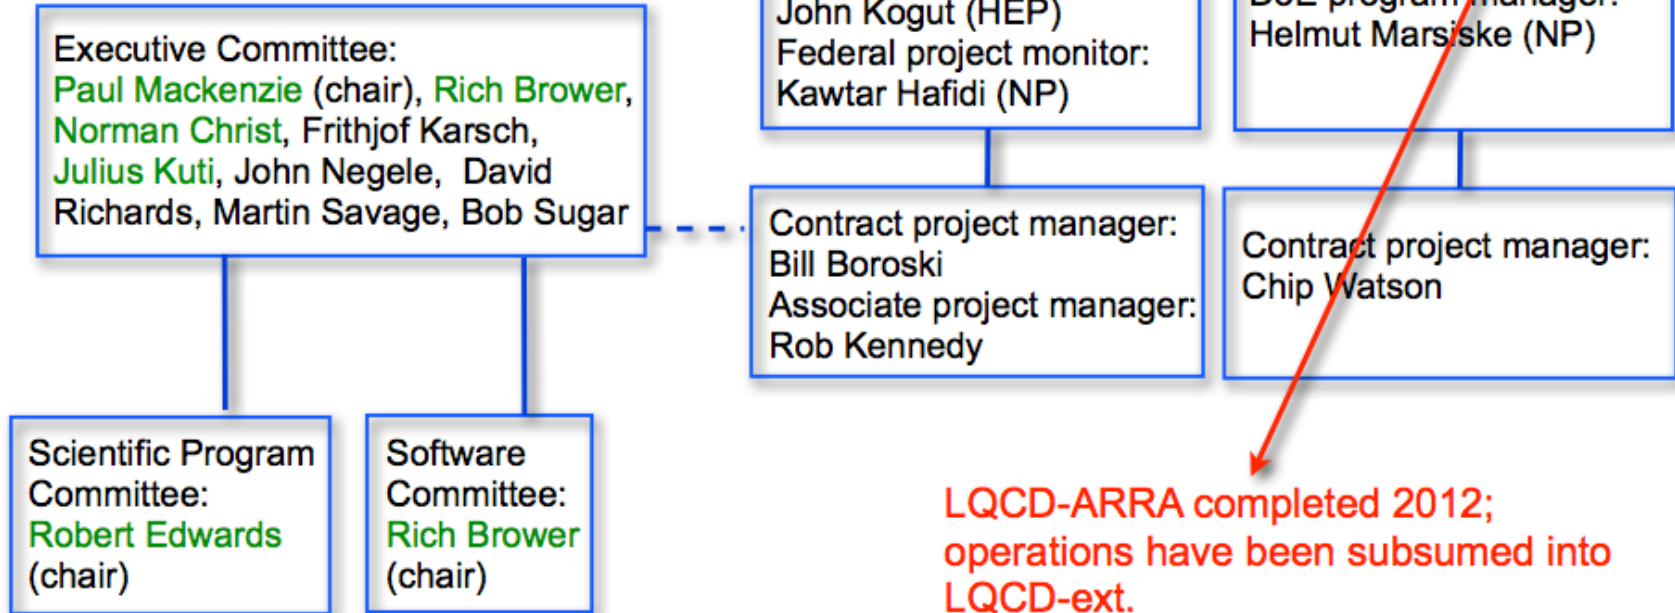 Executive Committee:
Paul Mackenzie (chair), Rich Brower,
Norman Christ, Frithjof Karsch,
Julius Kuti, John Negele, David
Richards, Martin Savage, Bob Sugar
John Kogut (HEP)
Federal project monitor:
Kawtar Hafidi (NP)
DoE program manager:
Helmut Marsiske (NP)
Contract project manager:
Bill Boroski
Associate project manager:
Rob Kennedy
Contract project manager:
Chip Watson
Scientific Program
Committee:
Robert Edwards
(chair)
Software
Committee:
Rich Brower
(chair)
LQCD-ARRA completed 2012;
operations have been subsumed into
LQCD-ext.